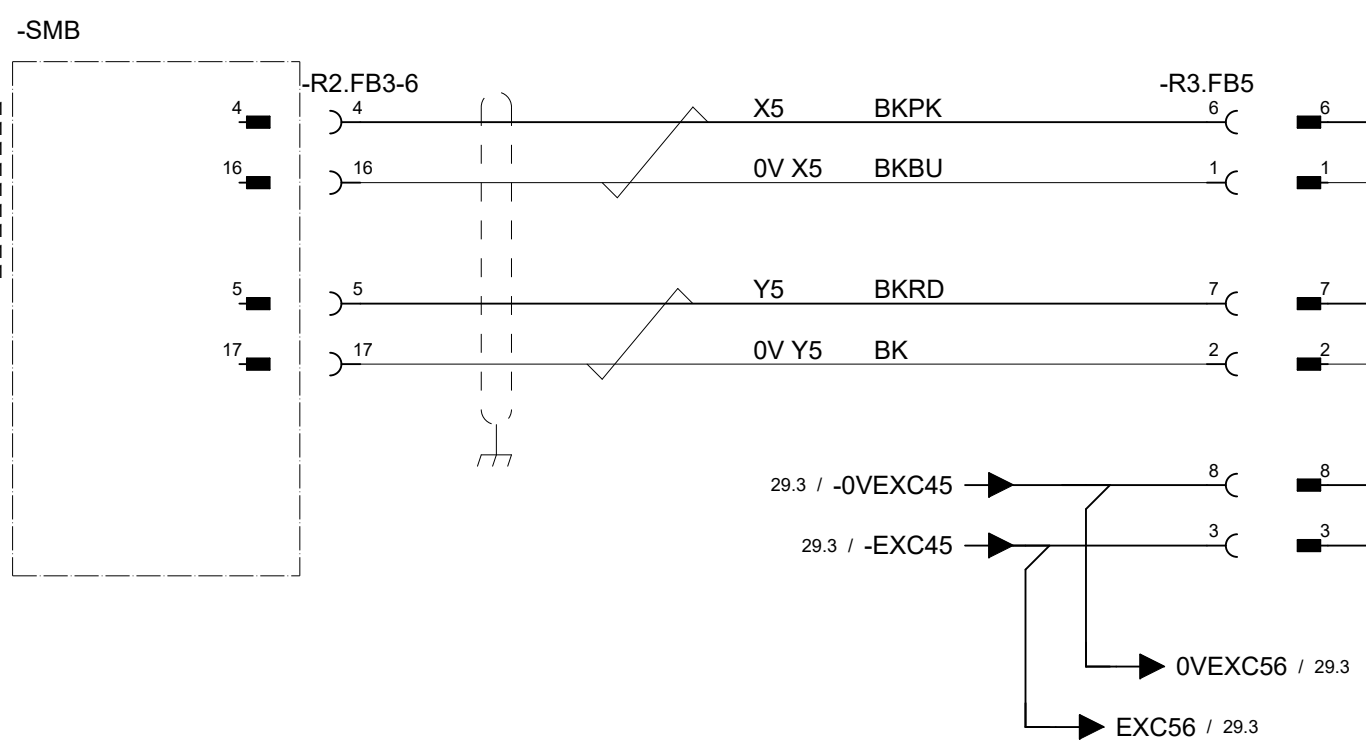 -SMB
-R2.FB3-6 -R3.FB5
4 4 X5 BKPK 6 6
16 16 0V X5 BKBU 1 1
5 5 Y5 BKRD 7 7
17 17 0V Y5 BK 2 2
29.3 / -0VEXC45 8 8
29.3 / -EXC45 3 3
0VEXC56 / 29.3
EXC56 / 29.3